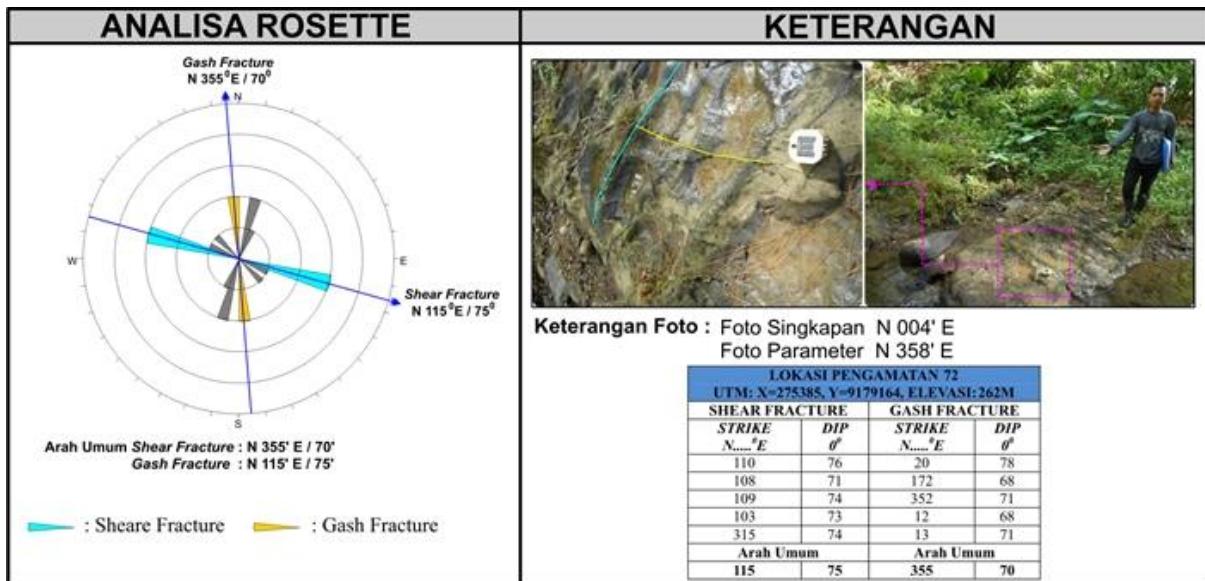 ANALISA ROSETTE
Gash Fracture
N 355⁰E / 70⁰
N
W
E
S
Shear Fracture
N 115⁰E / 75⁰
Arah Umum Shear Fracture : N 355' E / 70'
Gash Fracture : N 115' E / 75'
: Sheare Fracture : Gash Fracture
KETERANGAN
Keterangan Foto : Foto Singkapan N 004' E
Foto Parameter N 358' E
LOKASI PENGAMATAN 72
UTM: X=275385, Y=9179164, ELEVASI:262M
SHEAR FRACTURE GASH FRACTURE
STRIKE DIP STRIKE DIP
N.....⁰E 0⁰ N.....⁰E 0⁰
110 76 20 78
108 71 172 68
109 74 352 71
103 73 12 68
315 74 13 71
Arah Umum Arah Umum
115 75 355 70